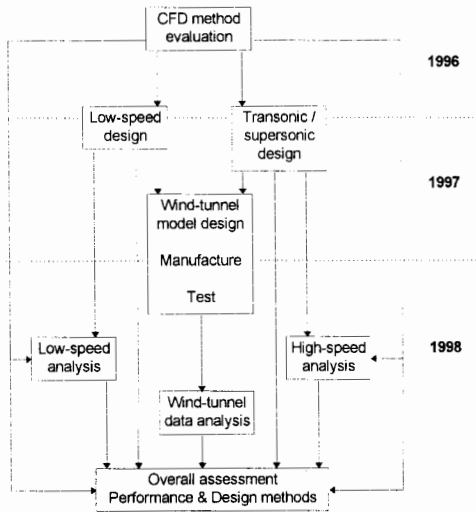 CFD method
evaluation
1996
Low-speed
design
Transonic /
supersonic
design
1997
Wind-tunnel
model design
Manufacture
Test
Low-speed
analysis
High-speed
analysis
1998
Wind-tunnel
data analysis
Overall assessment
Performance & Design methods